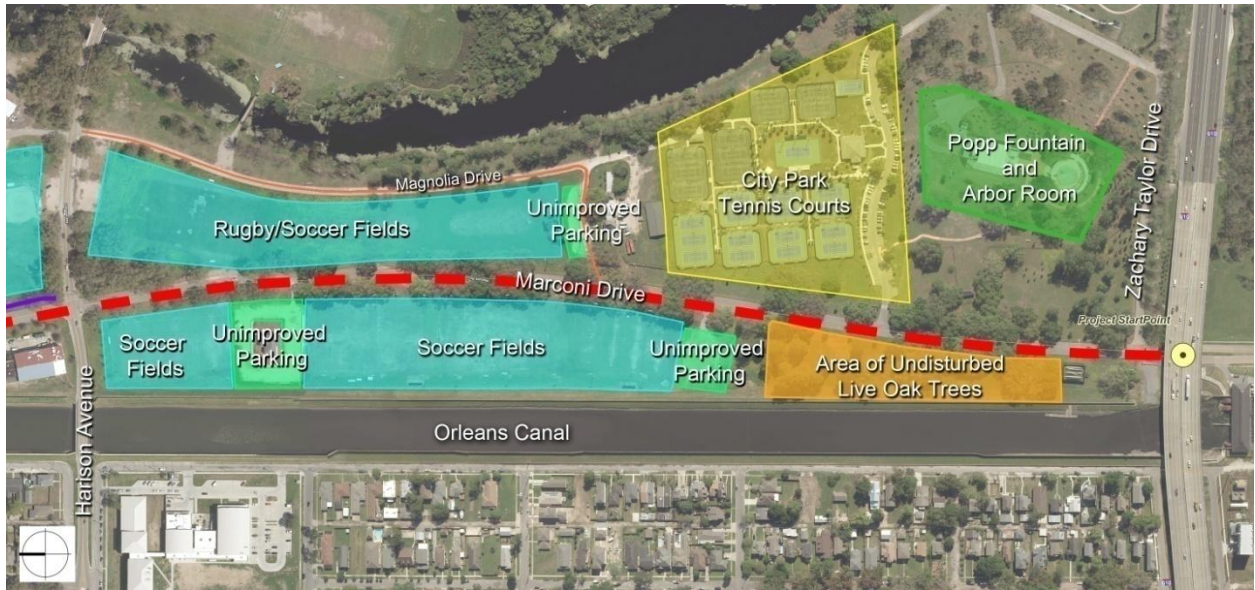 Magnolia Drive
Rugby/Soccer Fields
Unimproved
Parking
City Park
Tennis Courts
Popp Fountain
and
Arbor Room
Zachary Taylor Drive
Marconi Drive
Project StartPoint
Soccer
Fields
Unimproved
Parking
Soccer Fields
Unimproved
Parking
Area of Undisturbed
Live Oak Trees
Orleans Canal
Harison Avenue